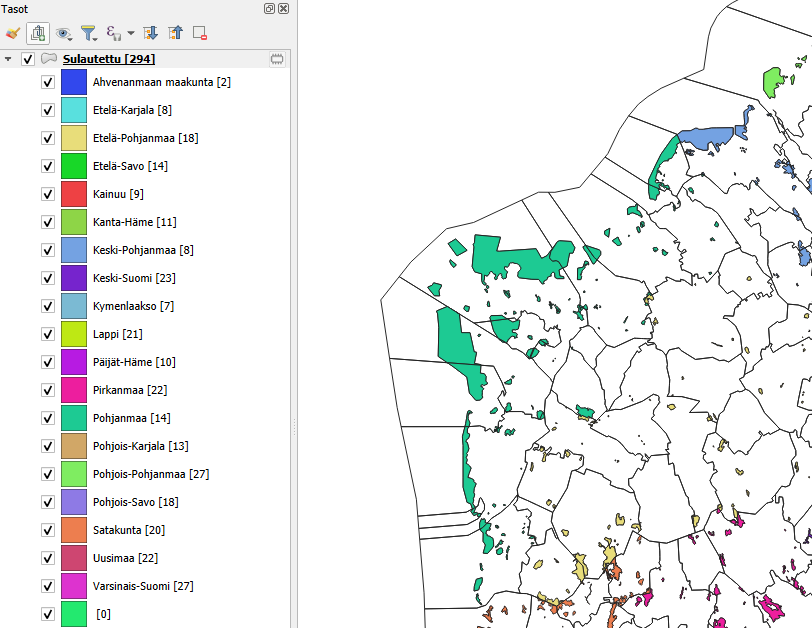 Tasot
Sulautettu [294]
Ahvenanmaan maakunta [2]
Etelä-Karjala [8]
Etelä-Pohjanmaa [18]
Etelä-Savo [14]
Kainuu [9]
Kanta-Häme [11]
Keski-Pohjanmaa [8]
Keski-Suomi [23]
Kymenlaakso [7]
Lappi [21]
Päijät-Häme [10]
Pirkanmaa [22]
Pohjanmaa [14]
Pohjois-Karjala [13]
Pohjois-Pohjanmaa [27]
Pohjois-Savo [18]
Satakunta [20]
Uusimaa [22]
Varsinais-Suomi [27]
[0]